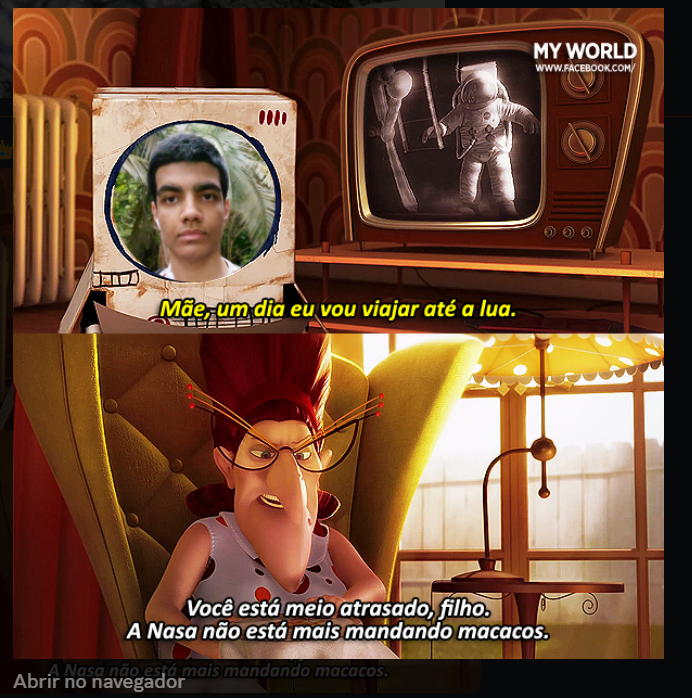 MY WORLD
WWW.FACEBOOK.COM/
Mãe, um dia eu vou viajar até a lua.
Você está meio atrasado, filho.
A Nasa não está mais mandando macacos.
A Nasa não está mais mandando macacos.
Abrir no navegador